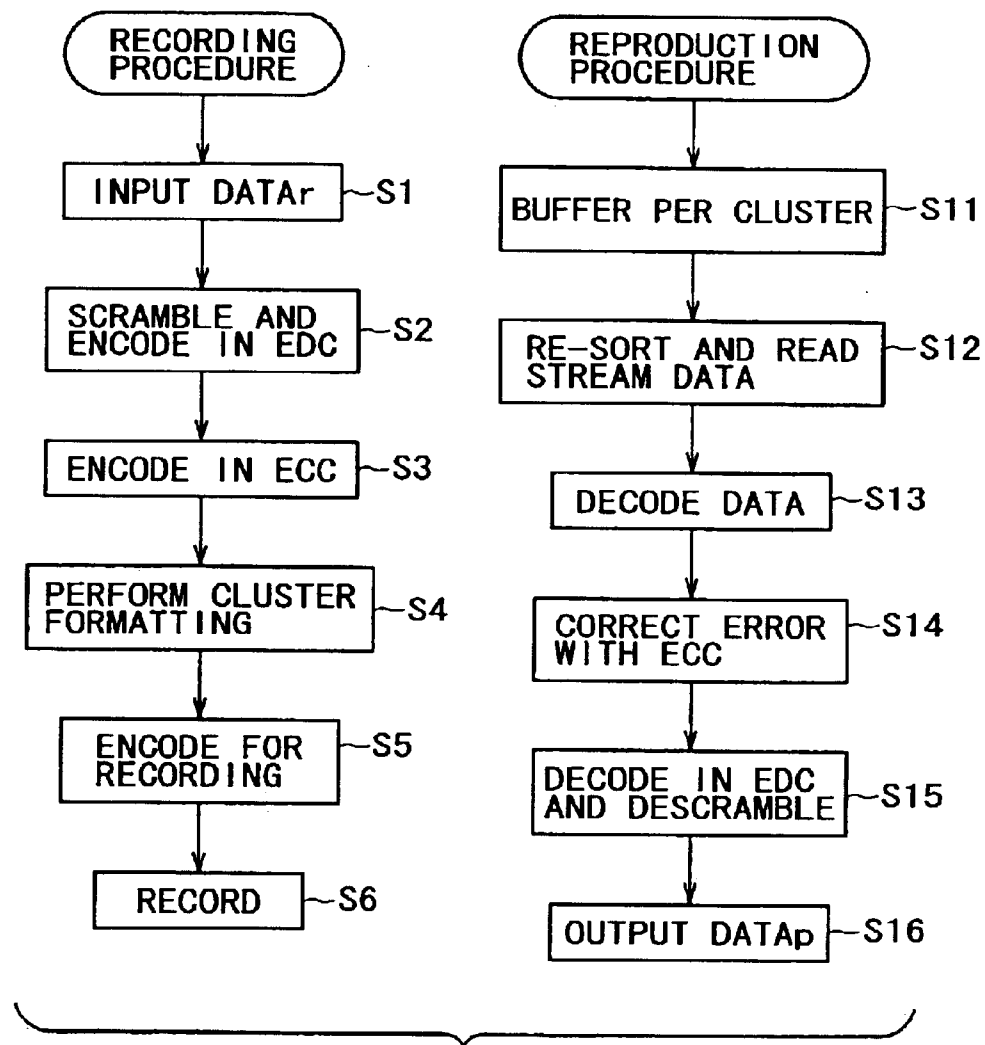 RECORDING
PROCEDURE
INPUT DATAr
S1
SCRAMBLE AND
ENCODE IN EDC
S2
ENCODE IN ECC
S3
PERFORM CLUSTER
FORMATTING
S4
ENCODE FOR
RECORDING
S5
RECORD
S6
REPRODUCTION
PROCEDURE
BUFFER PER CLUSTER
S11
RE-SORT AND READ
STREAM DATA
S12
DECODE DATA
S13
CORRECT ERROR
WITH ECC
S14
DECODE IN EDC
AND DESCRAMBLE
S15
OUTPUT DATAp
S16